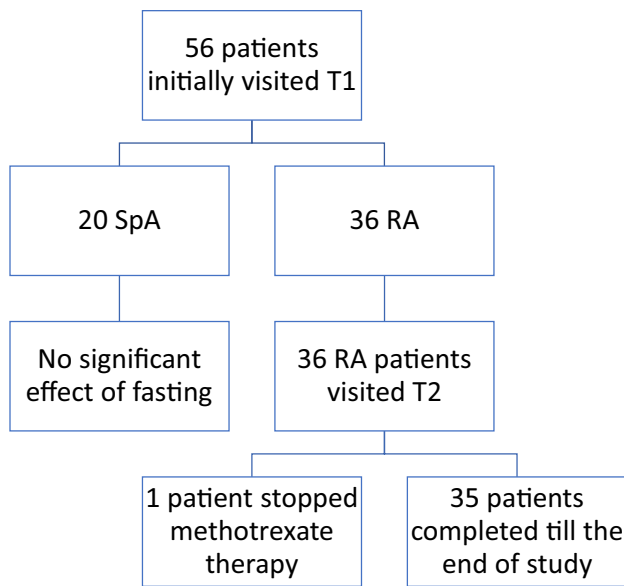 56 patients
initially visited T1
20 SpA
36 RA
No significant
effect of fasting
36 RA patients
visited T2
1 patient stopped
methotrexate
therapy
35 patients
completed till the
end of study